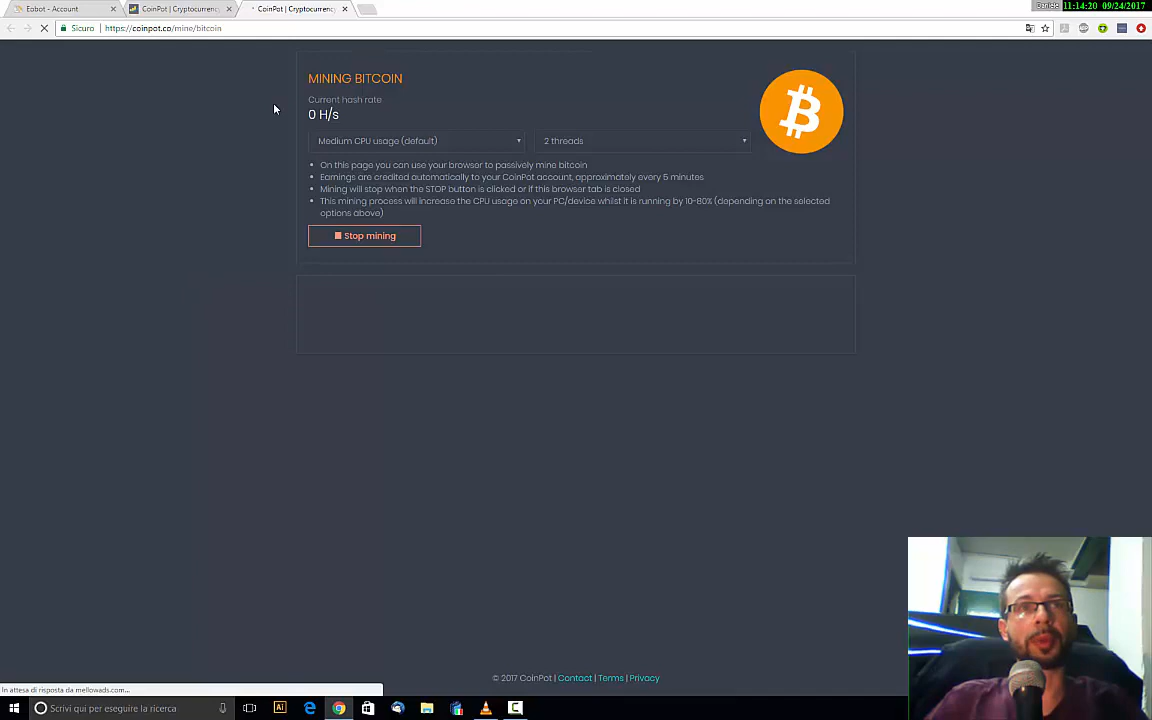 Daniele 11:14:20 09/24/2017
Eobot - Account
CoinPot | Cryptocurrency
CoinPot | Cryptocurrency
Sicuro https://coinpot.co/mine/bitcoin
MINING BITCOIN
Current hash rate
0 H/s
Medium CPU usage (default)
2 threads
On this page you can use your browser to passively mine bitcoin
Earnings are credited automatically to your CoinPot account, approximately every 5 minutes
Mining will stop when the STOP button is clicked or if this browser tab is closed
This mining process will increase the CPU usage on your PC/device whilst it is running by 10-80% (depending on the selected
options above)
Stop mining
© 2017 CoinPot | Contact | Terms | Privacy
In attesa di risposta da mellowads.com...
Scrivi qui per eseguire la ricerca
Ai